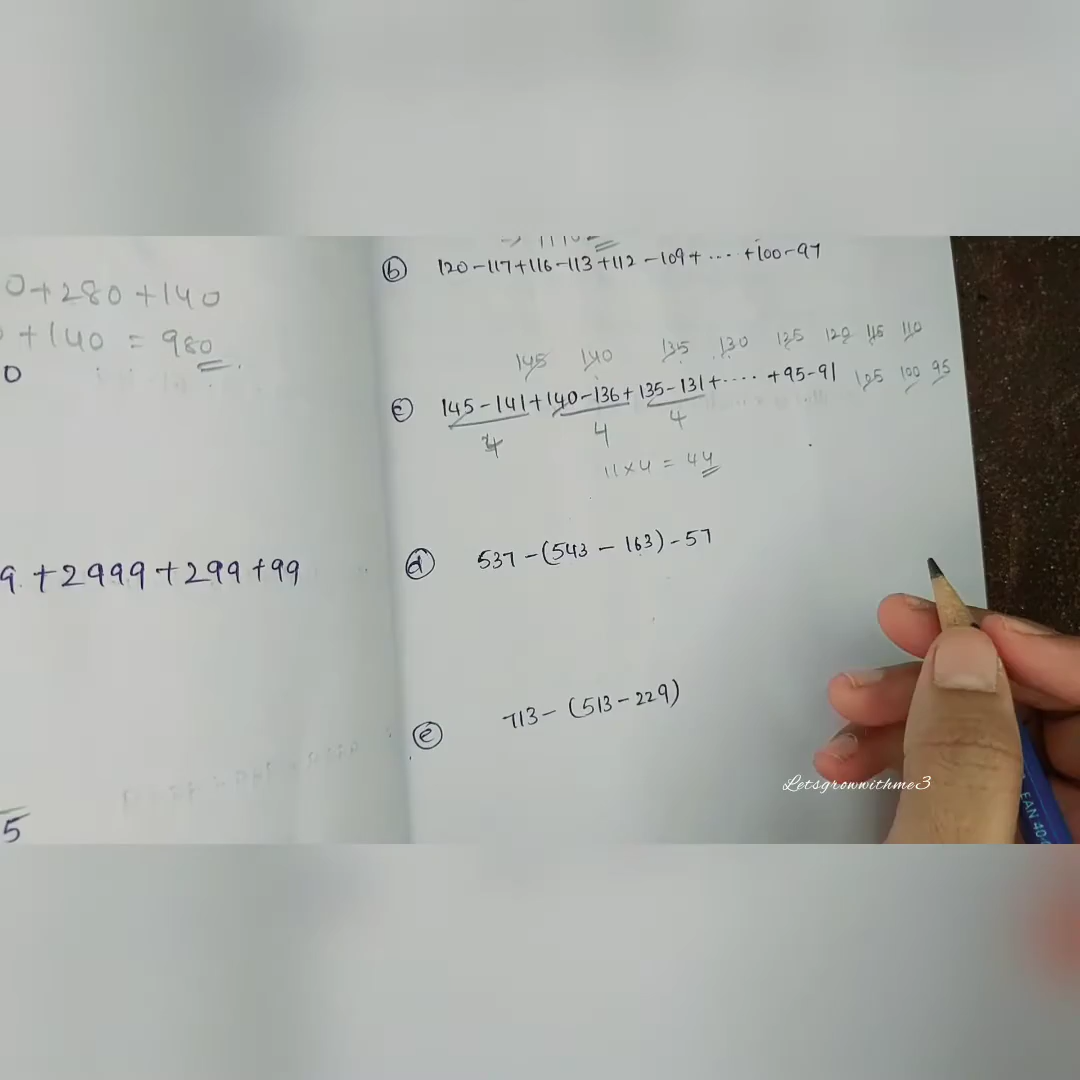 0+280+140
+140 = 980
0
9 +2999+299+99
5
(b) 120-117+116-113+112-109+ ···· +100-97
145 140 135 130 125 120 115 110
(c) 145-141+140-136+135-131+ ···· +95-91 105 100 95
4 4 4
11×4 = 44
(d) 537-(543-163)-57
(e) 713-(513-229)
Letsgrowwithme3